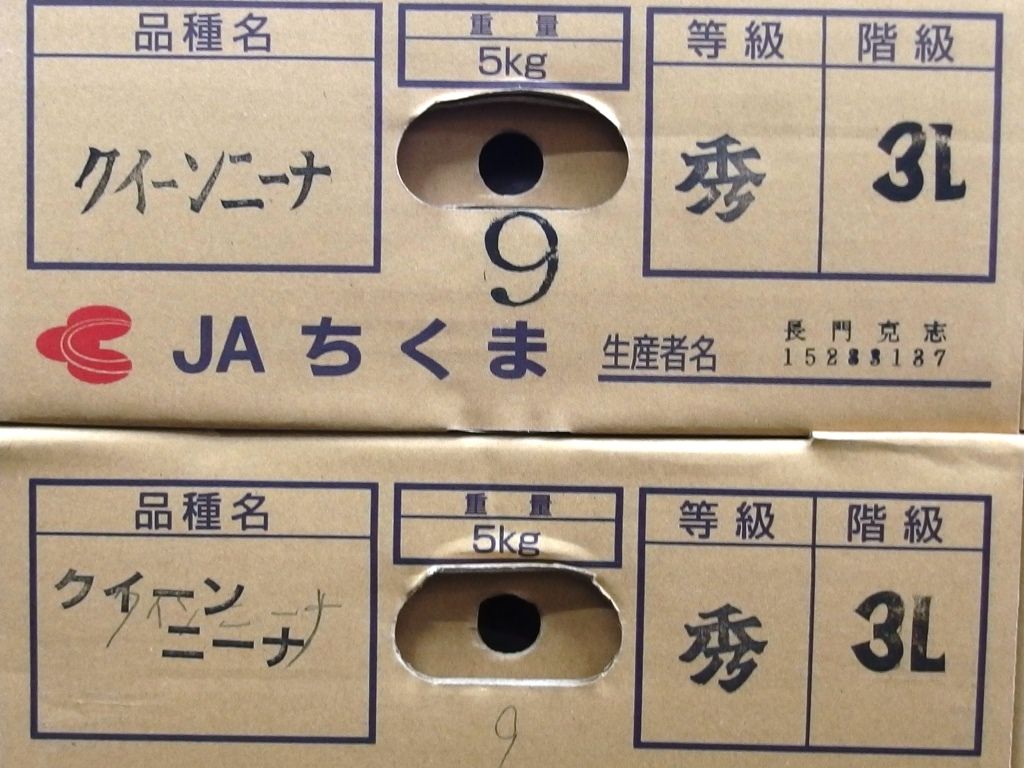 品種名
クイーンニーナ
重量
5kg
等級 階級
秀 3L
9
JAちくま
生産者名
長門克志
品種名
クイーン
ニーナ
重量
5kg
等級 階級
秀 3L
9